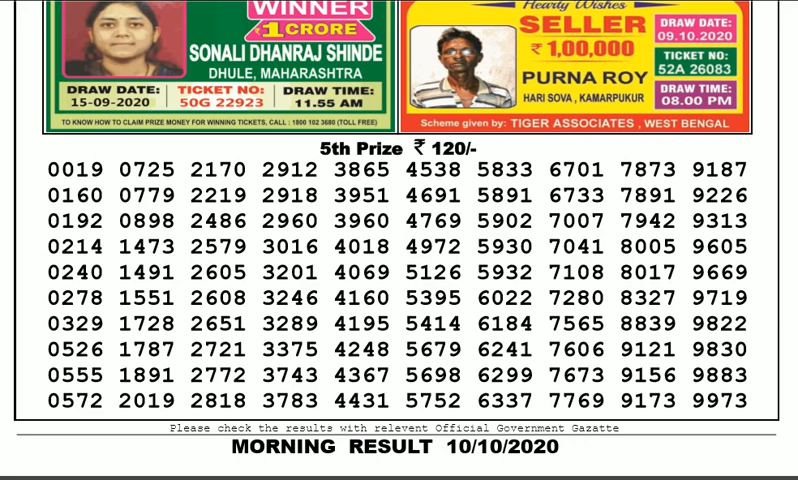 WINNER
₹1 CRORE
SONALI DHANRAJ SHINDE
DHULE, MAHARASHTRA
DRAW DATE: TICKET NO: DRAW TIME:
15-09-2020 50G 22923 11.55 AM
TO KNOW HOW TO CLAIM PRIZE MONEY FOR WINNING TICKETS, CALL : 1800 102 3680 (TOLL FREE)
Hearty Wishes
SELLER
₹ 1,00,000
PURNA ROY
HARI SOVA , KAMARPUKUR
DRAW DATE:
09.10.2020
TICKET NO:
52A 26083
DRAW TIME:
08.00 PM
Scheme given by: TIGER ASSOCIATES , WEST BENGAL
5th Prize ₹ 120/-
0019 0725 2170 2912 3865 4538 5833 6701 7873 9187
0160 0779 2219 2918 3951 4691 5891 6733 7891 9226
0192 0898 2486 2960 3960 4769 5902 7007 7942 9313
0214 1473 2579 3016 4018 4972 5930 7041 8005 9605
0240 1491 2605 3201 4069 5126 5932 7108 8017 9669
0278 1551 2608 3246 4160 5395 6022 7280 8327 9719
0329 1728 2651 3289 4195 5414 6184 7565 8839 9822
0526 1787 2721 3375 4248 5679 6241 7606 9121 9830
0555 1891 2772 3743 4367 5698 6299 7673 9156 9883
0572 2019 2818 3783 4431 5752 6337 7769 9173 9973
Please check the results with relevent Official Government Gazatte
MORNING RESULT 10/10/2020